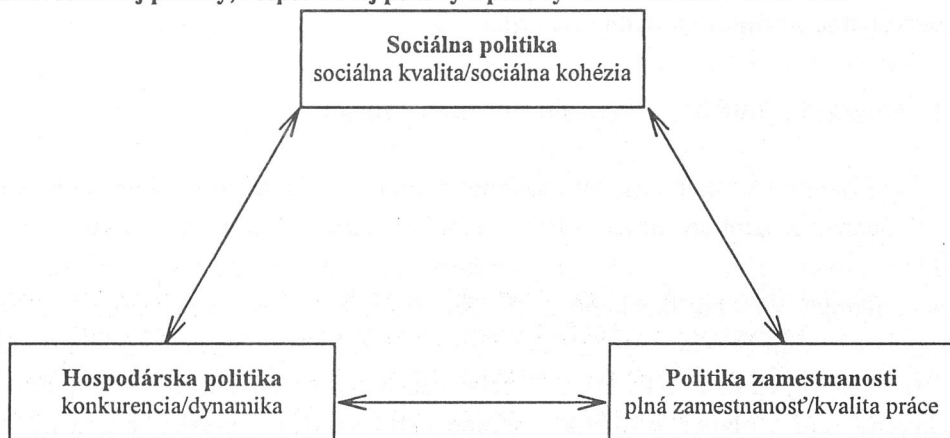 Sociálna politika
sociálna kvalita/sociálna kohézia
Hospodárska politika
konkurencia/dynamika
Politika zamestnanosti
plná zamestnanosť/kvalita práce